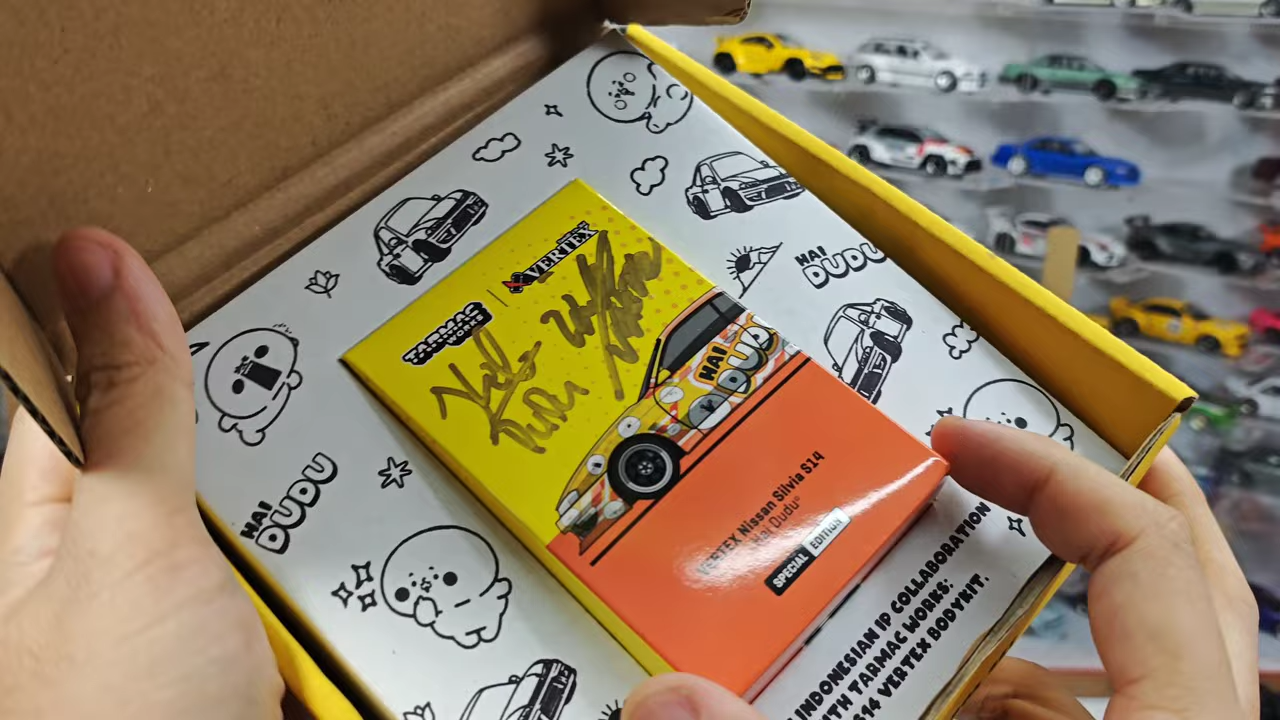 HAI
DUDU
VERTEX
TARMAC
WORKS
HAI
DUDU
HAI
DUDU
VERTEX Nissan Silvia S14
Hai Dudu®
SPECIAL EDITION
INDONESIAN IP COLLABORATION
WITH TARMAC WORKS:
S14 VERTEX BODYKIT.